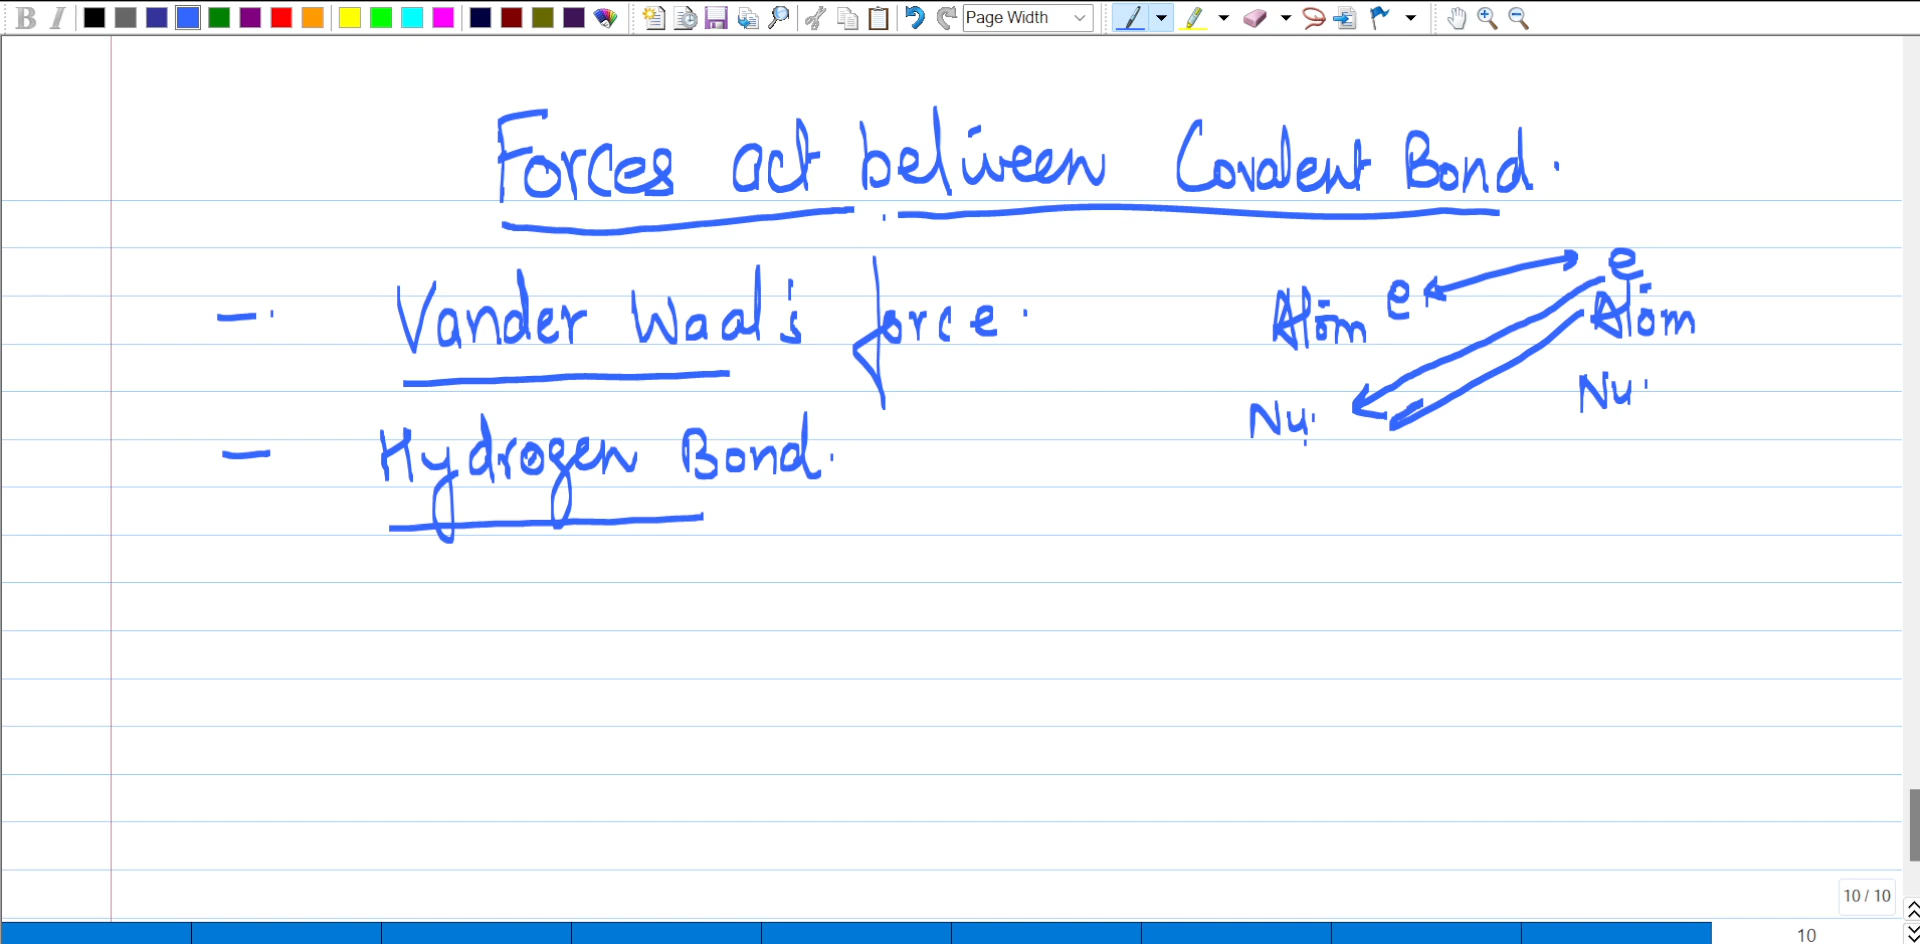 B I Page Width
Forces act between Covalent Bond.
-. Vander Waal's force.
- Hydrogen Bond.
e
Atom e Atom
Nu.
Nu.
10 / 10
10